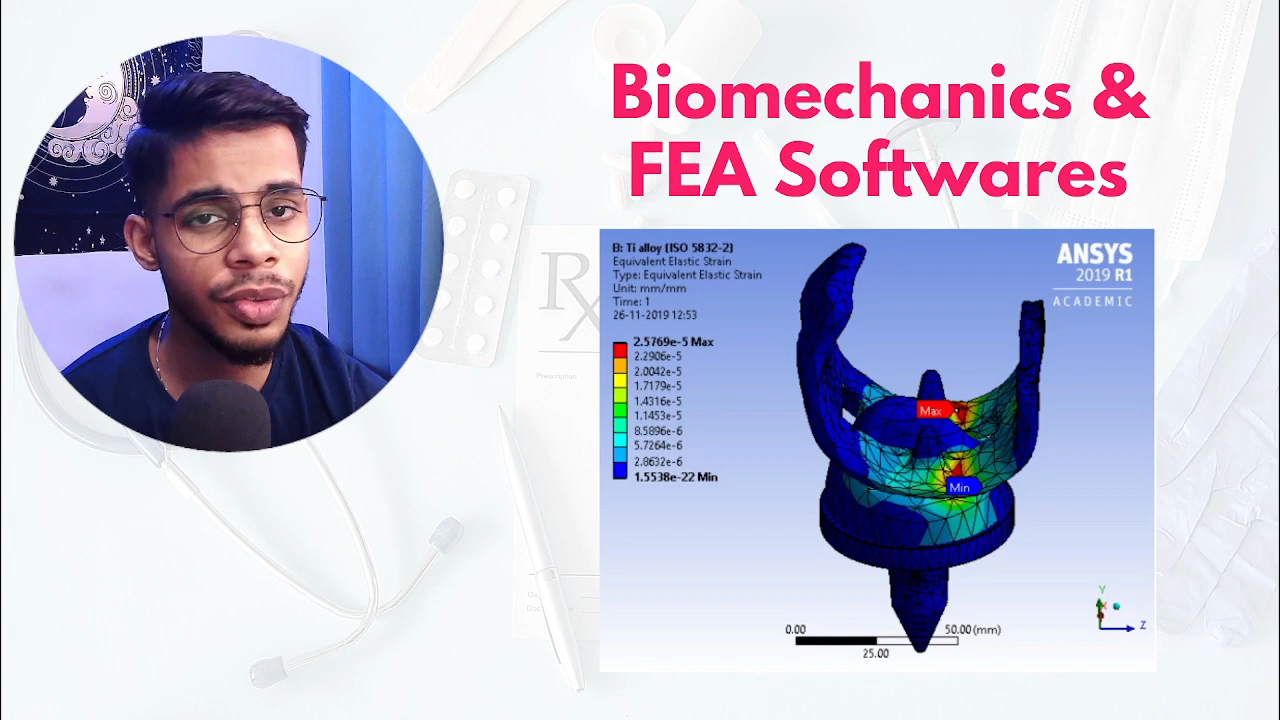 Biomechanics &
FEA Softwares
B: Ti alloy (ISO 5832-2)
Equivalent Elastic Strain
Type: Equivalent Elastic Strain
Unit: mm/mm
Time: 1
26-11-2019 12:53
2.5769e-5 Max
2.2906e-5
2.0042e-5
1.7179e-5
1.4316e-5
1.1453e-5
8.5896e-6
5.7264e-6
2.8632e-6
1.5538e-22 Min
ANSYS
2019 R1
ACADEMIC
Max
Min
0.00
50.00 (mm)
25.00
Y
X
Z
Rx
Prescription